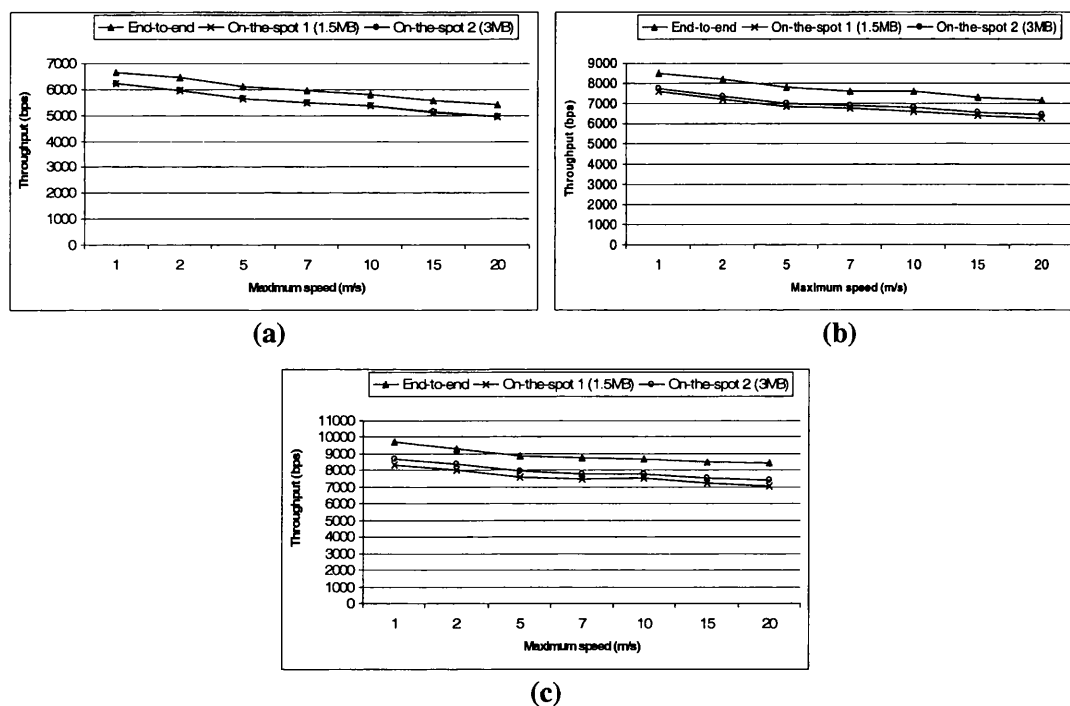 End-to-end On-the-spot 1 (1.5MB) On-the-spot 2 (3MB)
Throughput (bps)
7000
6000
5000
4000
3000
2000
1000
0
1 2 5 7 10 15 20
Maximum speed (m/s)
(a)
End-to-end On-the-spot 1 (1.5MB) On-the-spot 2 (3MB)
Throughput (bps)
9000
8000
7000
6000
5000
4000
3000
2000
1000
0
1 2 5 7 10 15 20
Maximum speed (m/s)
(b)
End-to-end On-the-spot 1 (1.5MB) On-the-spot 2 (3MB)
Throughput (bps)
11000
10000
9000
8000
7000
6000
5000
4000
3000
2000
1000
0
1 2 5 7 10 15 20
Maximum speed (m/s)
(c)